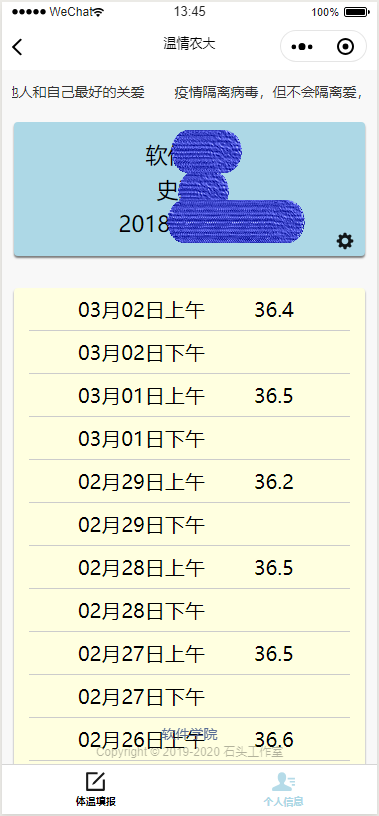 WeChat 13:45 100%
温情农大
他人和自己最好的关爱 疫情隔离病毒，但不会隔离爱，
软
史
2018
03月02日上午 36.4
03月02日下午
03月01日上午 36.5
03月01日下午
02月29日上午 36.2
02月29日下午
02月28日上午 36.5
02月28日下午
02月27日上午 36.5
02月27日下午
02月26日上午 36.6
软件学院
Copyright © 2019-2020 石头工作室
体温填报 个人信息